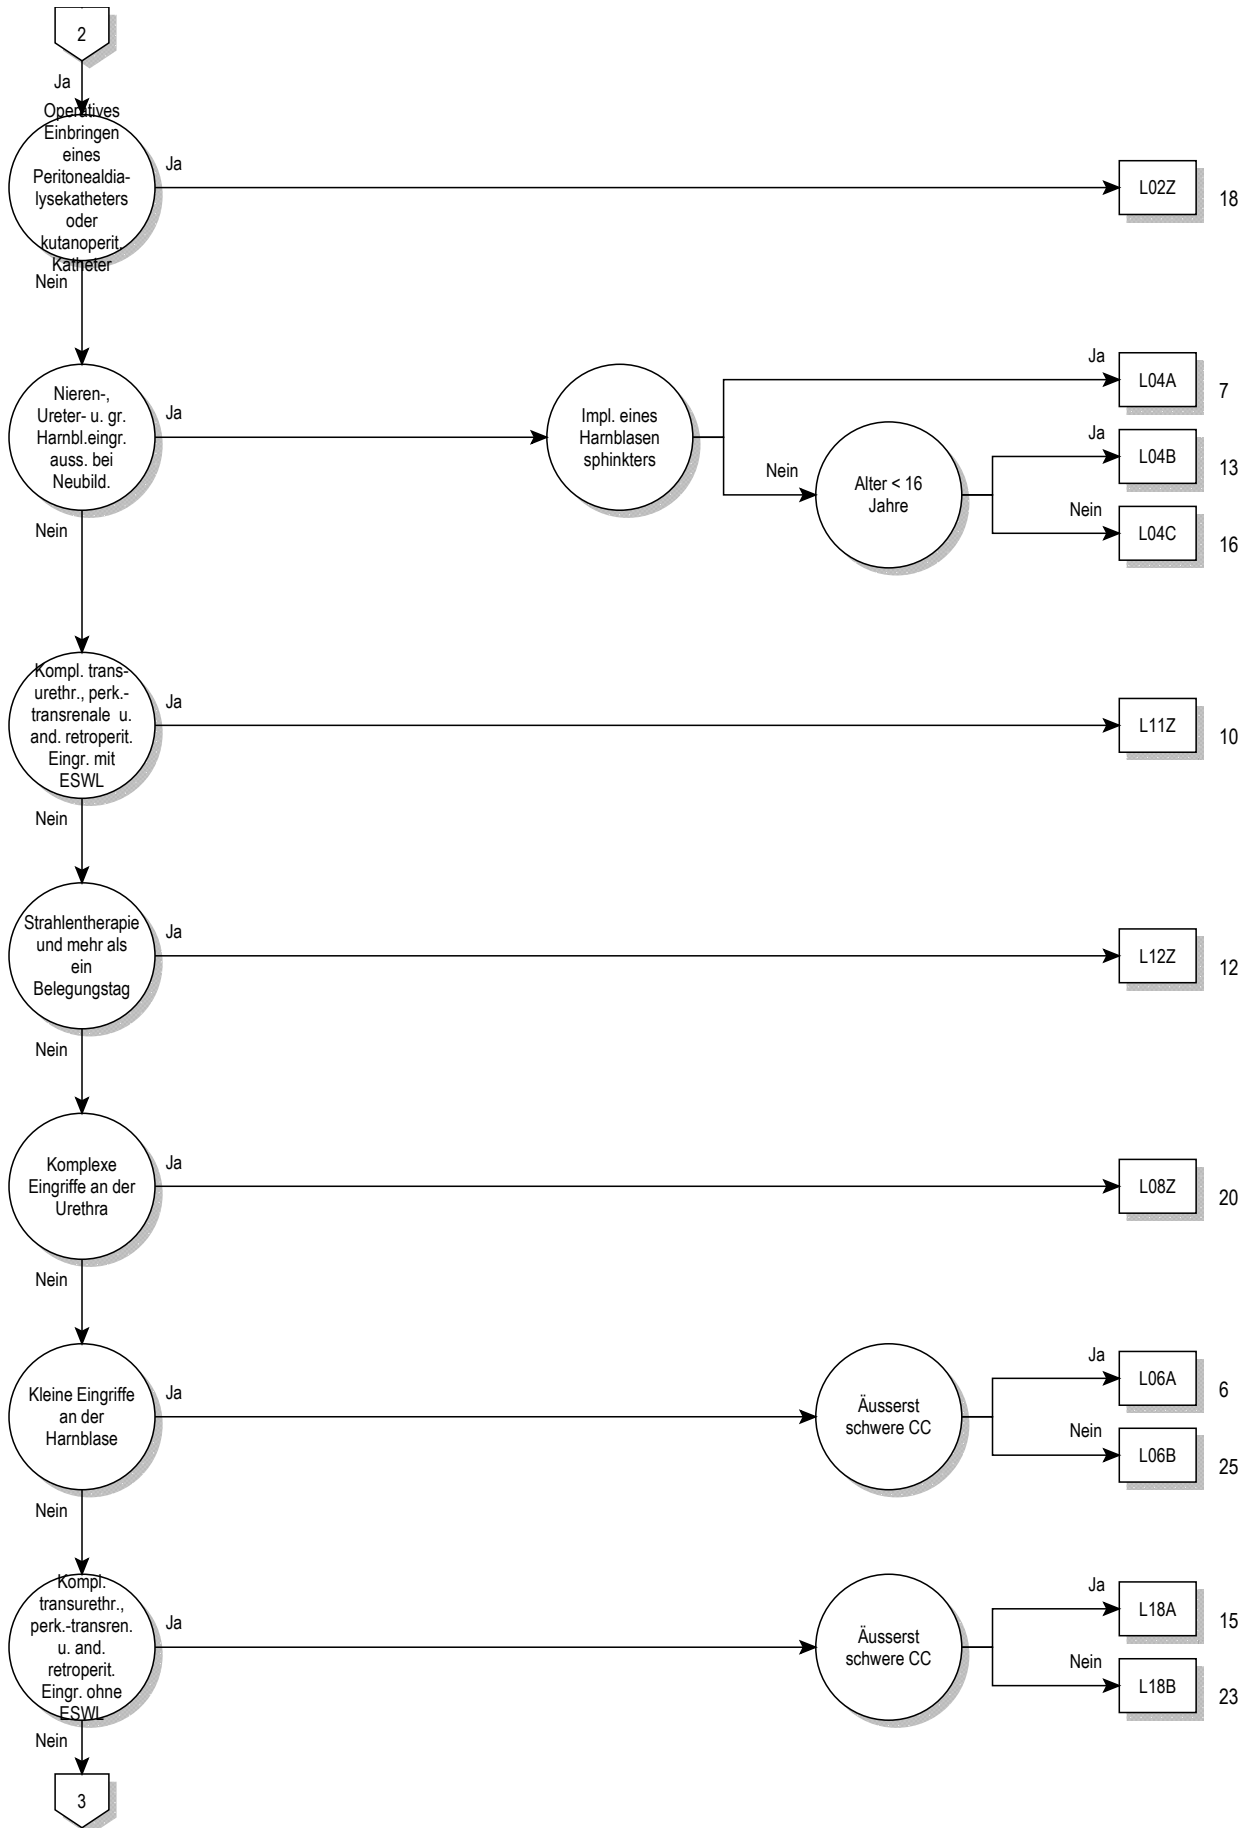 2
Ja
Operatives
Einbringen
eines
Peritonealdia-
lysekatheters
oder
kutanoperit.
Katheter
Ja
L02Z
18
Nein
Nieren-,
Ureter- u. gr.
Harnbl.eingr.
auss. bei
Neubild.
Ja
Impl. eines
Harnblasen
sphinkters
Ja
L04A
7
Nein
Alter < 16
Jahre
Ja
L04B
13
Nein
L04C
16
Nein
Kompl. trans-
urethr., perk.-
transrenale u.
and. retroperit.
Eingr. mit
ESWL
Ja
L11Z
10
Nein
Strahlentherapie
und mehr als
ein
Belegungstag
Ja
L12Z
12
Nein
Komplexe
Eingriffe an der
Urethra
Ja
L08Z
20
Nein
Kleine Eingriffe
an der
Harnblase
Ja
Äusserst
schwere CC
Ja
L06A
6
Nein
L06B
25
Nein
Kompl.
transurethr.,
perk.-transren.
u. and.
retroperit.
Eingr. ohne
ESWL
Ja
Äusserst
schwere CC
Ja
L18A
15
Nein
L18B
23
Nein
3